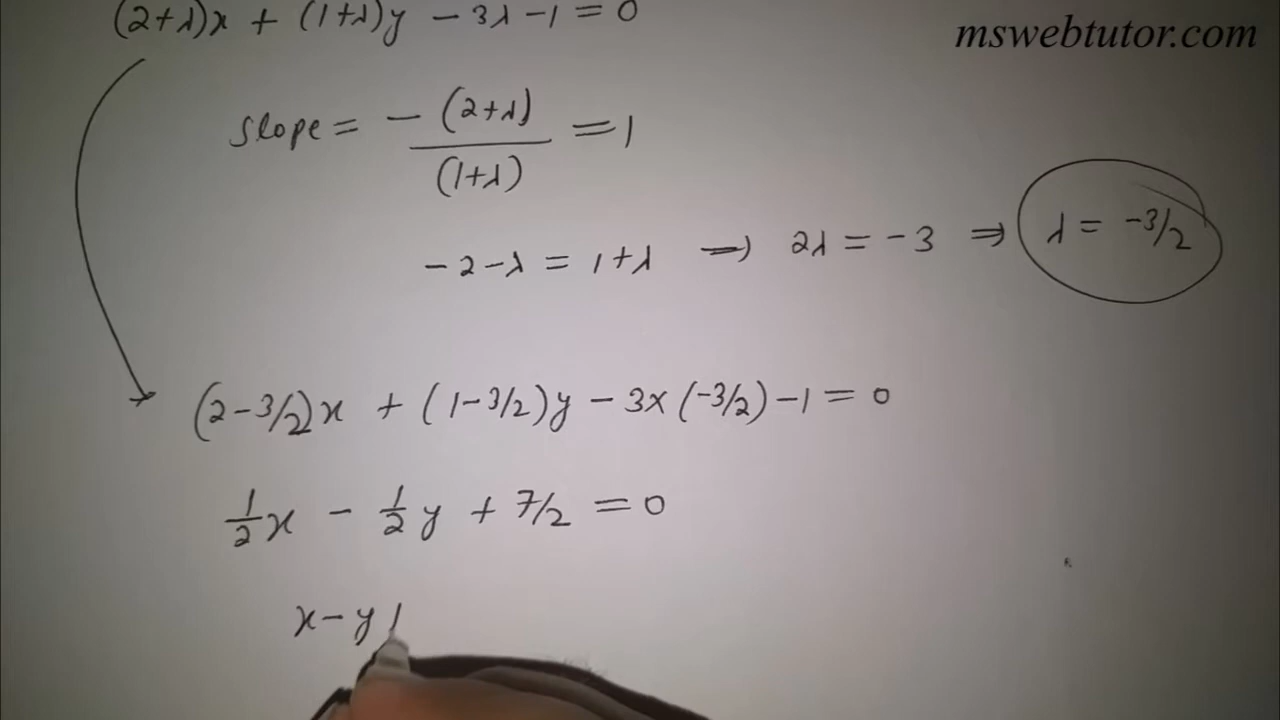 (2+λ)x + (1+λ)y - 3λ - 1 = 0
mswebtutor.com
slope = - (2+λ) / (1+λ) = 1
-2-λ = 1+λ → 2λ = -3 ⇒ λ = -3/2
(2-3/2)x + (1-3/2)y - 3x(-3/2) - 1 = 0
1/2 x - 1/2 y + 7/2 = 0
x - y